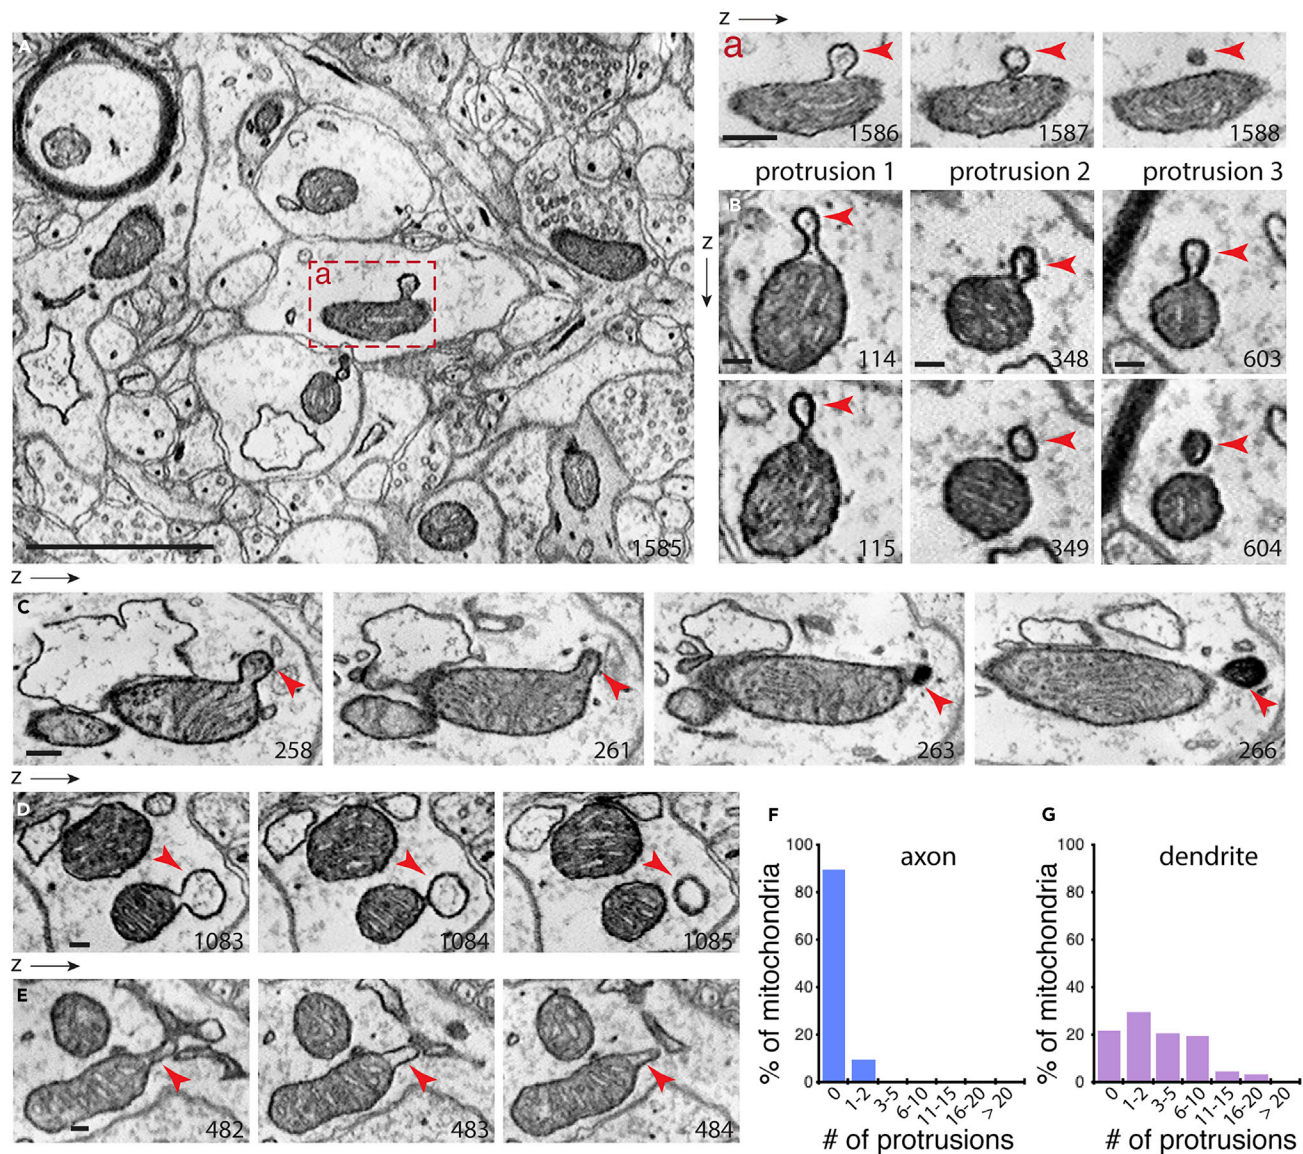 z
A
a
1585
a
1586
1587
1588
protrusion 1
protrusion 2
protrusion 3
z
B
114
348
603
115
349
604
z
C
258
261
263
266
z
D
1083
1084
1085
z
E
482
483
484
F
axon
% of mitochondria
100
80
60
40
20
0
0
1-2
3-5
6-10
11-15
16-20
> 20
# of protrusions
G
dendrite
% of mitochondria
100
80
60
40
20
0
0
1-2
3-5
6-10
11-15
16-20
> 20
# of protrusions